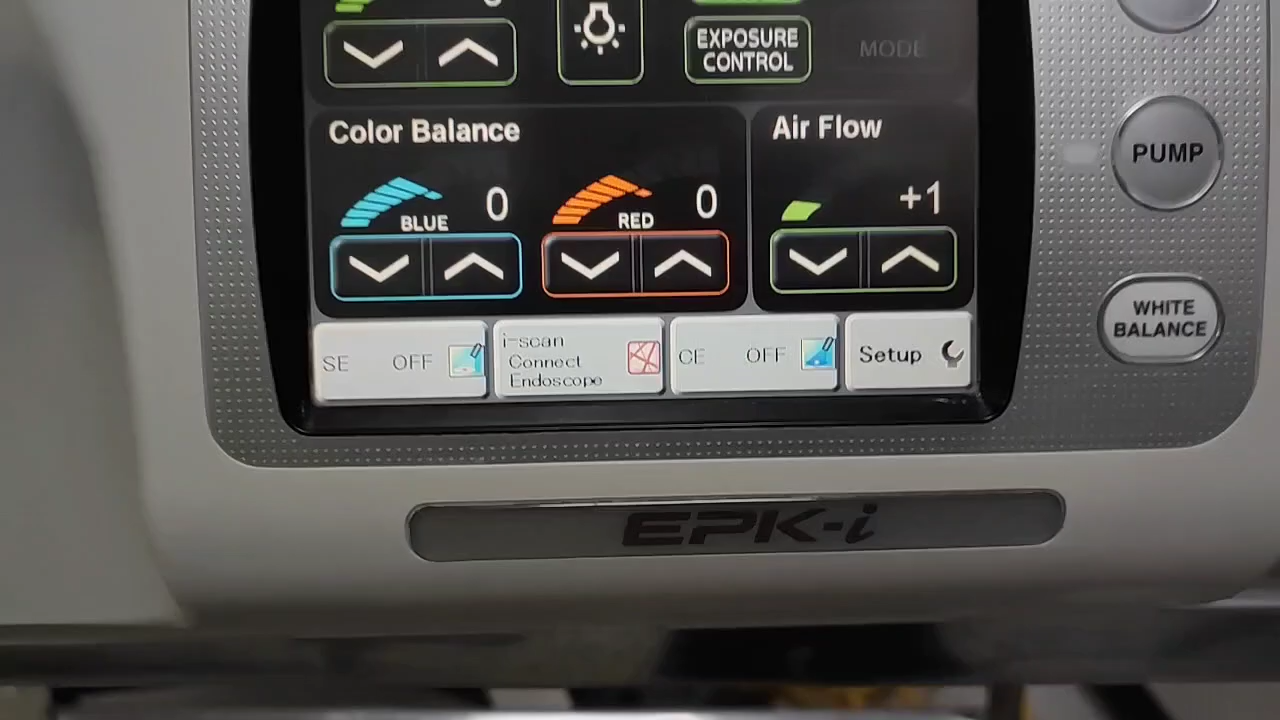 EXPOSURE
CONTROL
MODE
Color Balance
Air Flow
BLUE 0
RED 0
+1
PUMP
WHITE
BALANCE
SE OFF
i-scan
Connect
Endoscope
CE OFF
Setup
EPK-i